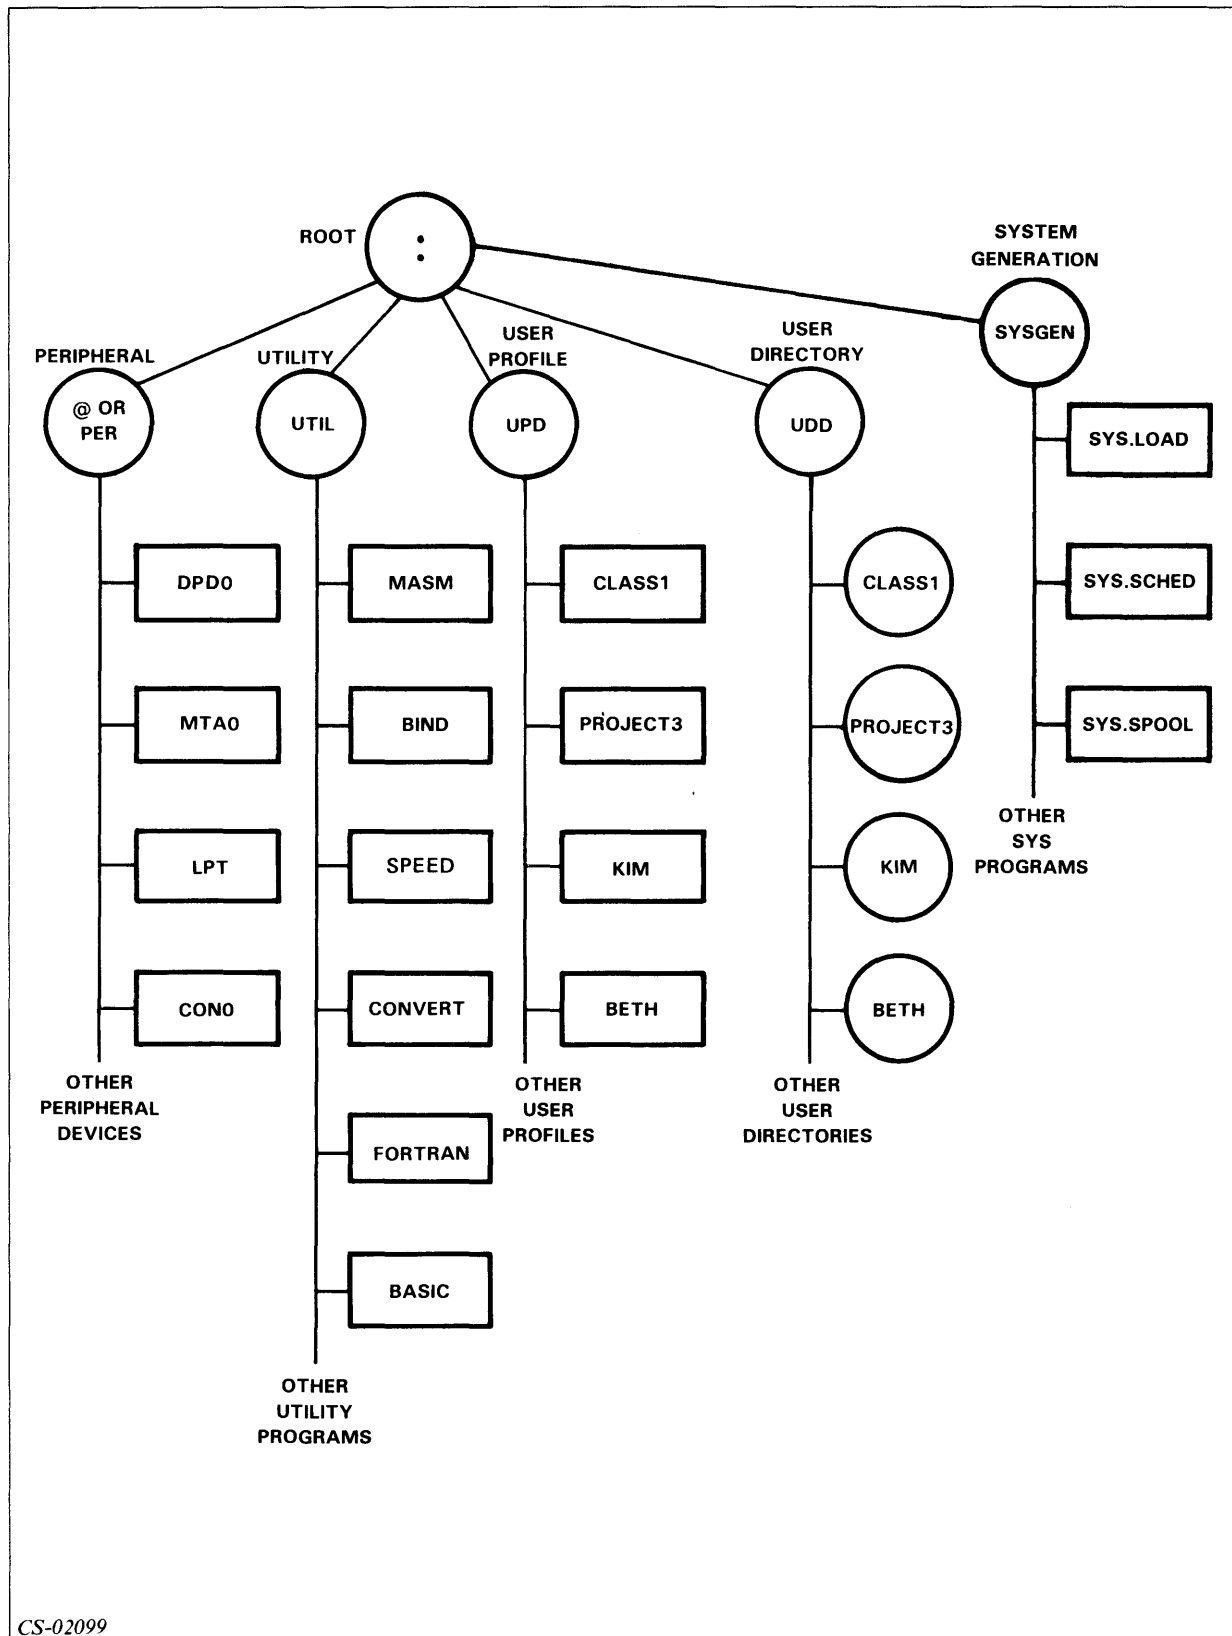 ROOT
:
SYSTEM
GENERATION
SYSGEN
PERIPHERAL
@ OR
PER
UTILITY
UTIL
USER
PROFILE
UPD
USER
DIRECTORY
UDD
SYS.LOAD
SYS.SCHED
SYS.SPOOL
OTHER
SYS
PROGRAMS
DPD0
MTA0
LPT
CON0
OTHER
PERIPHERAL
DEVICES
MASM
BIND
SPEED
CONVERT
FORTRAN
BASIC
OTHER
UTILITY
PROGRAMS
CLASS1
PROJECT3
KIM
BETH
OTHER
USER
PROFILES
CLASS1
PROJECT3
KIM
BETH
OTHER
USER
DIRECTORIES
CS-02099